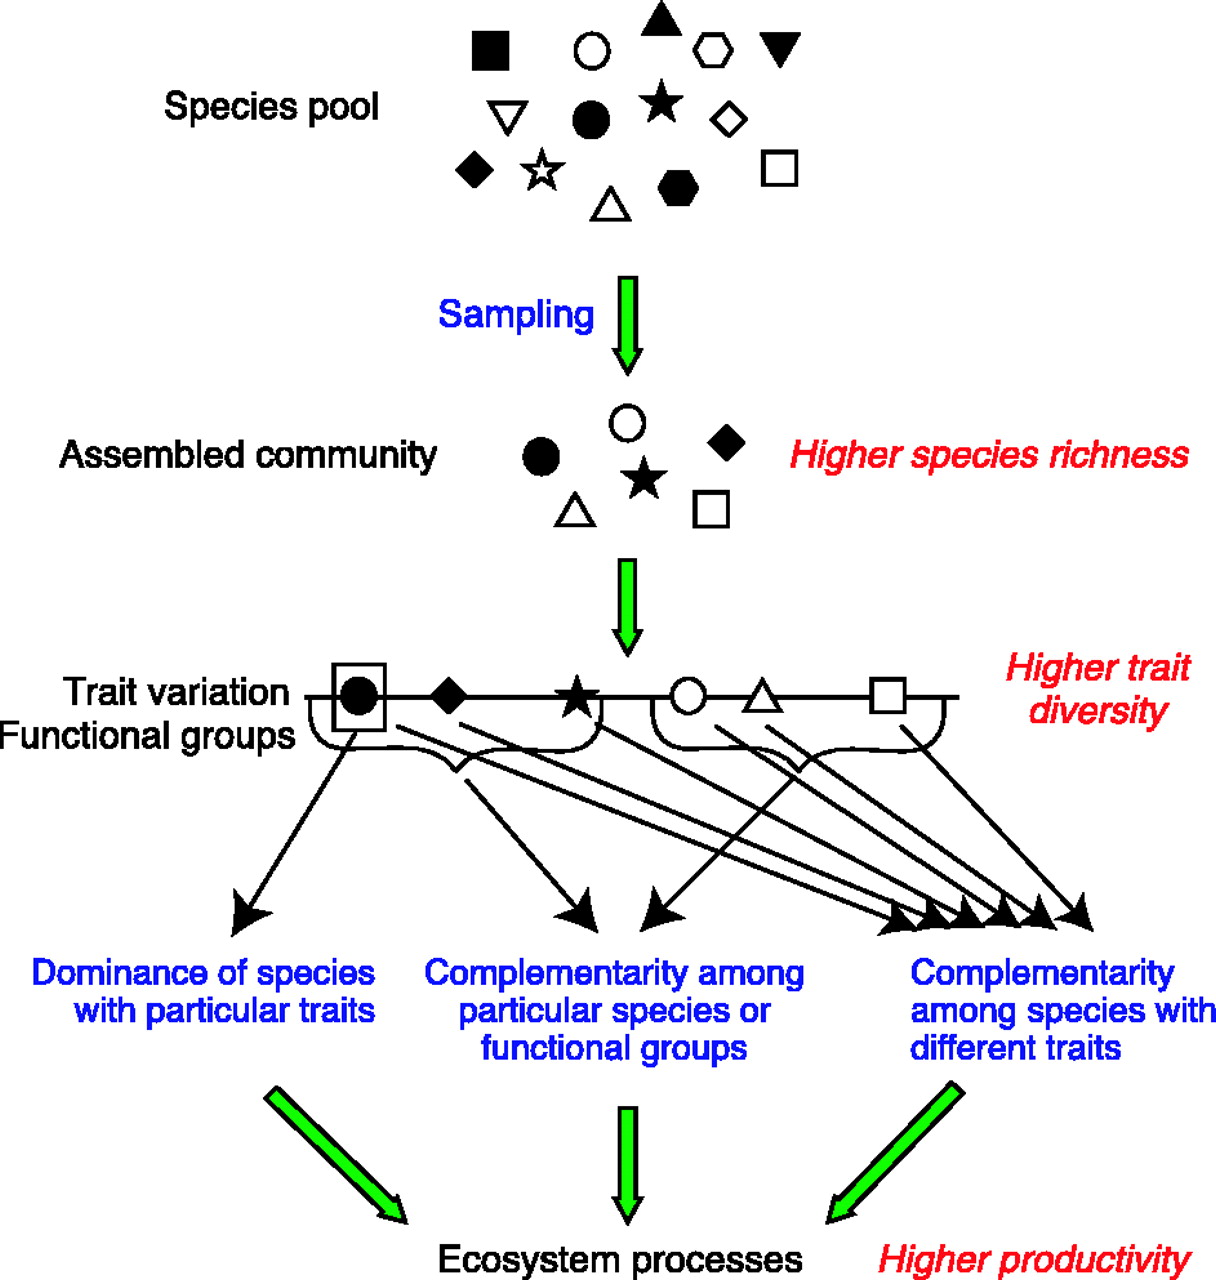 Species pool
Sampling
Assembled community
Higher species richness
Trait variation
Functional groups
Higher trait
diversity
Dominance of species
with particular traits
Complementarity among
particular species or
functional groups
Complementarity
among species with
different traits
Ecosystem processes
Higher productivity